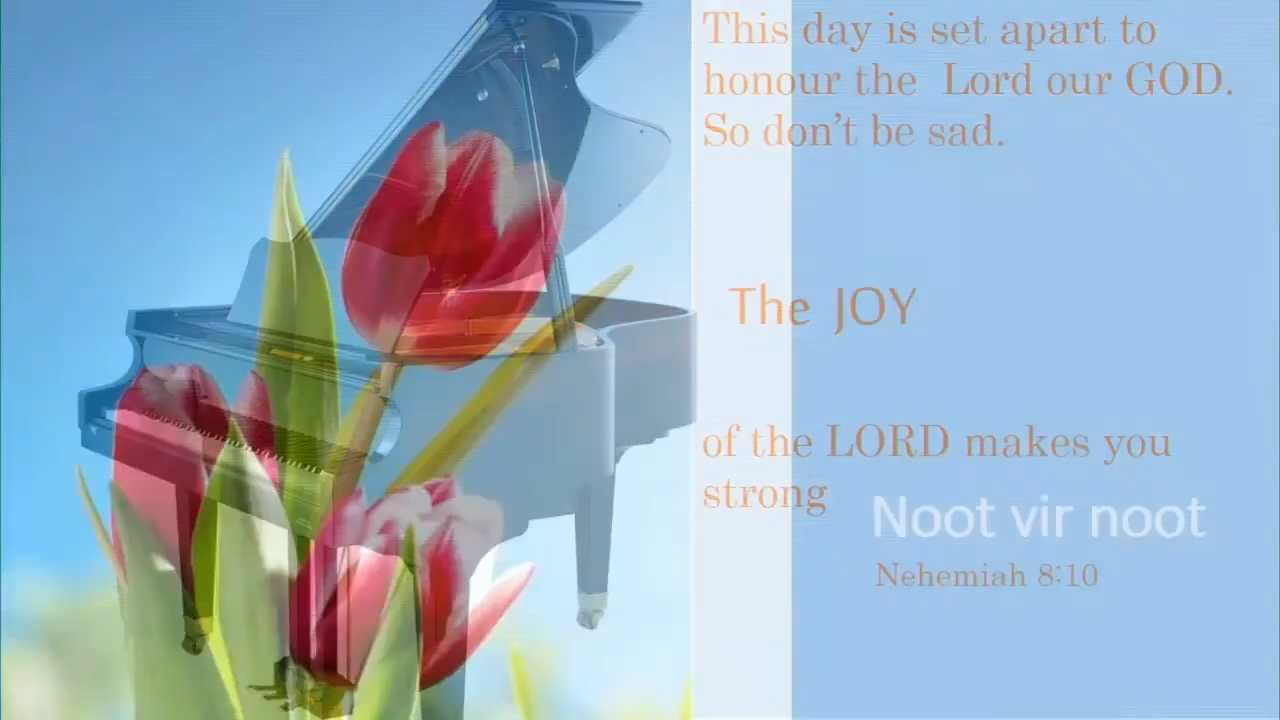 This day is set apart to
honour the Lord our GOD.
So don't be sad.
The JOY
of the LORD makes you
strong
Noot vir noot
Nehemiah 8:10